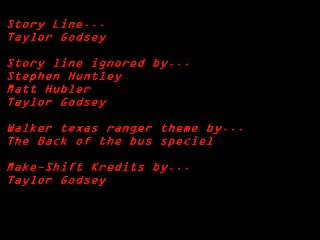 Story Line...
Taylor Godsey
Story line ignored by...
Stephen Huntley
Matt Hubler
Taylor Godsey
Walker texas ranger theme by...
The Back of the bus speciel
Make-Shift Kredits by...
Taylor Godsey